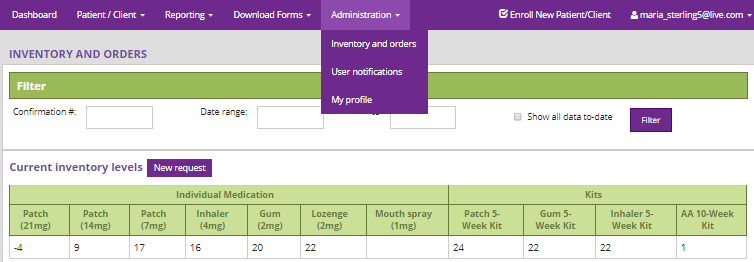 Dashboard Patient / Client Reporting Download Forms Administration Enroll New Patient/Client maria_sterling5@live.com
Inventory and orders
User notifications
My profile
INVENTORY AND ORDERS
Filter
Confirmation #: Date range: Show all data to-date Filter
Current inventory levels New request
Individual Medication Kits
Patch (21mg) Patch (14mg) Patch (7mg) Inhaler (4mg) Gum (2mg) Lozenge (2mg) Mouth spray (1mg) Patch 5-Week Kit Gum 5-Week Kit Inhaler 5-Week Kit AA 10-Week Kit
-4 9 17 16 20 22 24 22 22 1